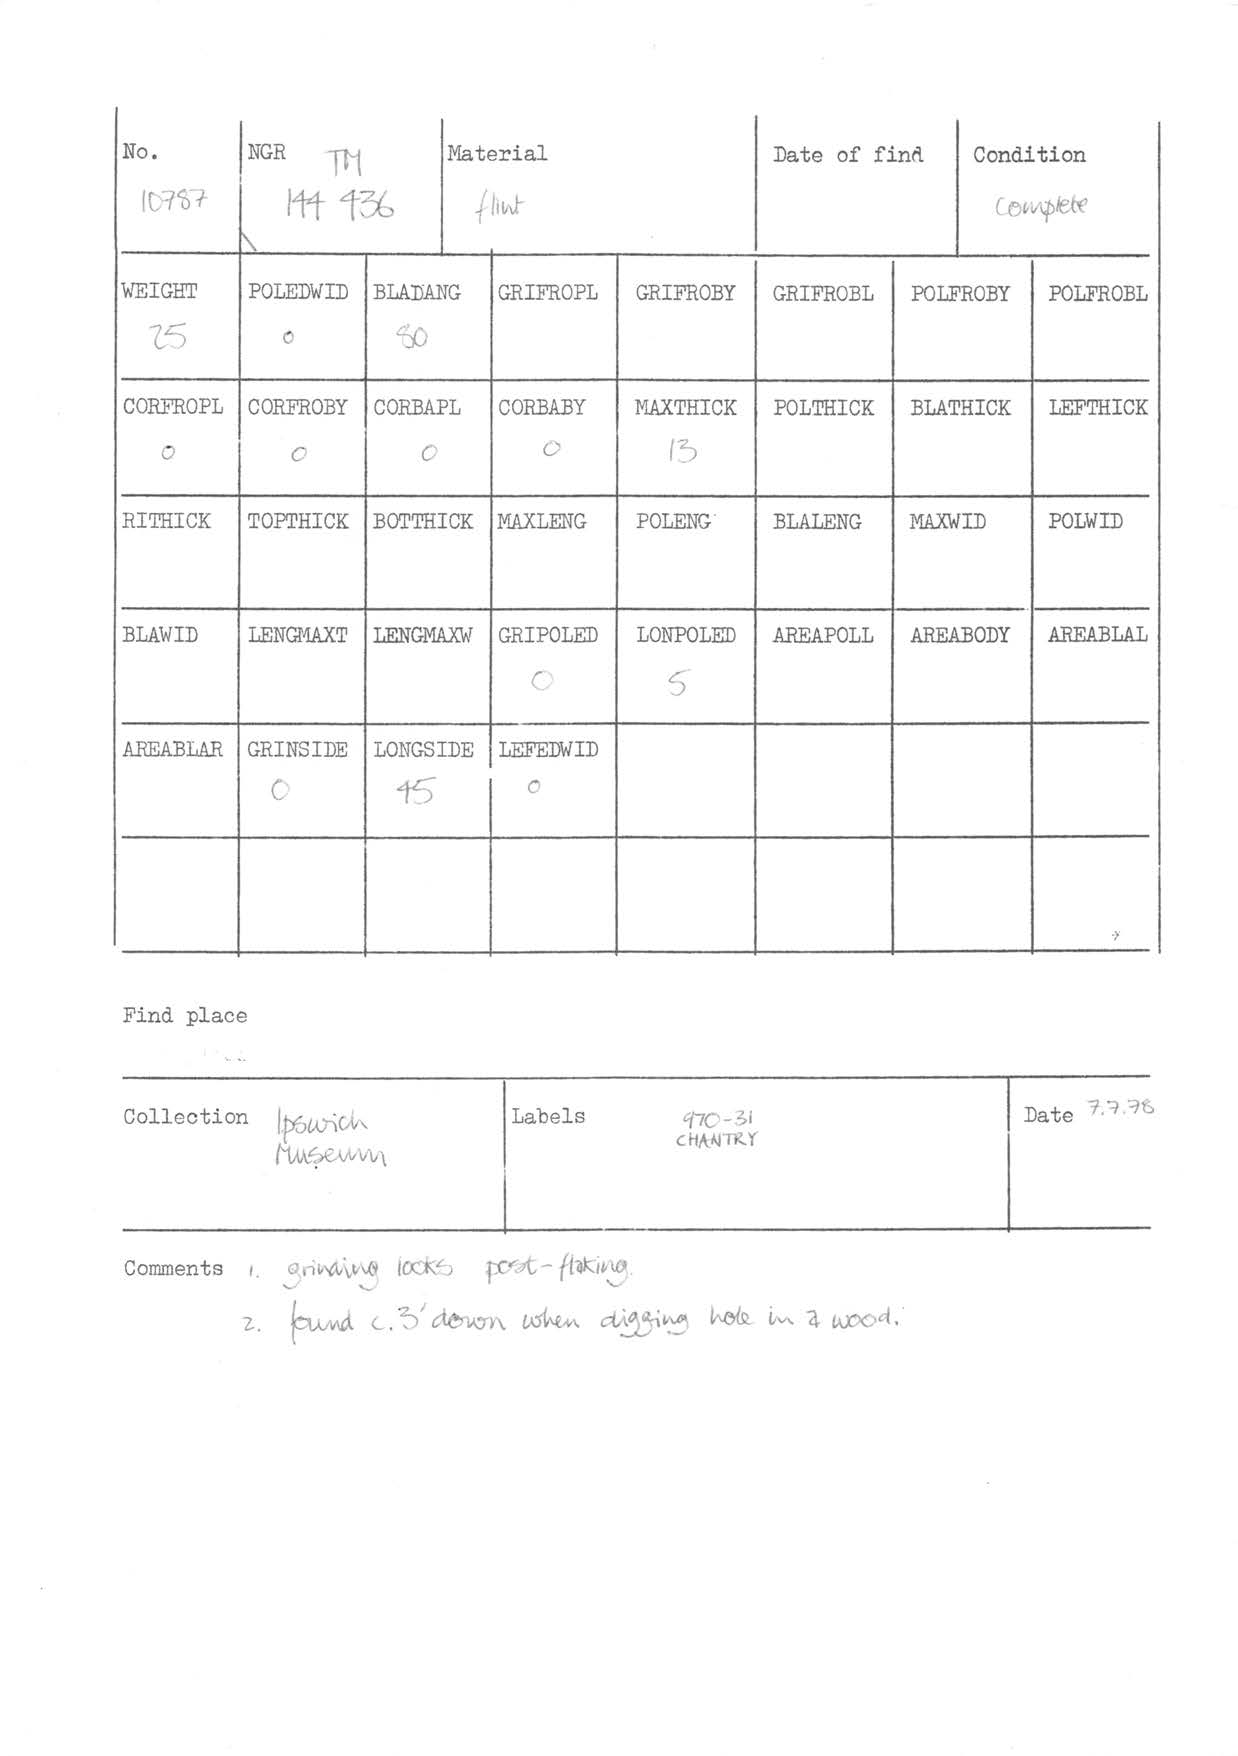 No. NGR TM Material Date of find Condition
10787 144 436 flint complete
WEIGHT POLEDWID BLADANG GRIFROPL GRIFROBY GRIFROBL POLFROBY POLFROBL
25 0 80
CORFROPL CORFROBY CORBAPL CORBABY MAXTHICK POLTHICK BLATHICK LEFTHICK
0 0 0 0 13
RITHICK TOPTHICK BOTTHICK MAXLENG POLENG BLALENG MAXWID POLWID
BLAWID LENGMAXT LENGMAXW GRIPOLED LONPOLED AREAPOLL AREABODY AREABLAL
0 5
AREABLAR GRINSIDE LONGSIDE LEFEDWID
0 45 0
Find place
Collection Ipswich Labels 970-31 Date 7.7.78
Museum CHANTRY
Comments 1. grinding looks post-flaking.
2. found c.3' down when digging hole in a wood.